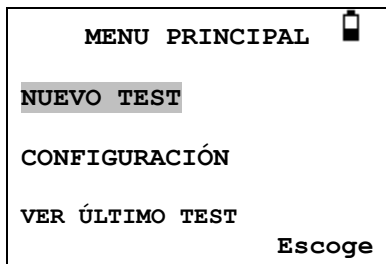 MENU PRINCIPAL
NUEVO TEST
CONFIGURACIÓN
VER ÚLTIMO TEST
Escoge